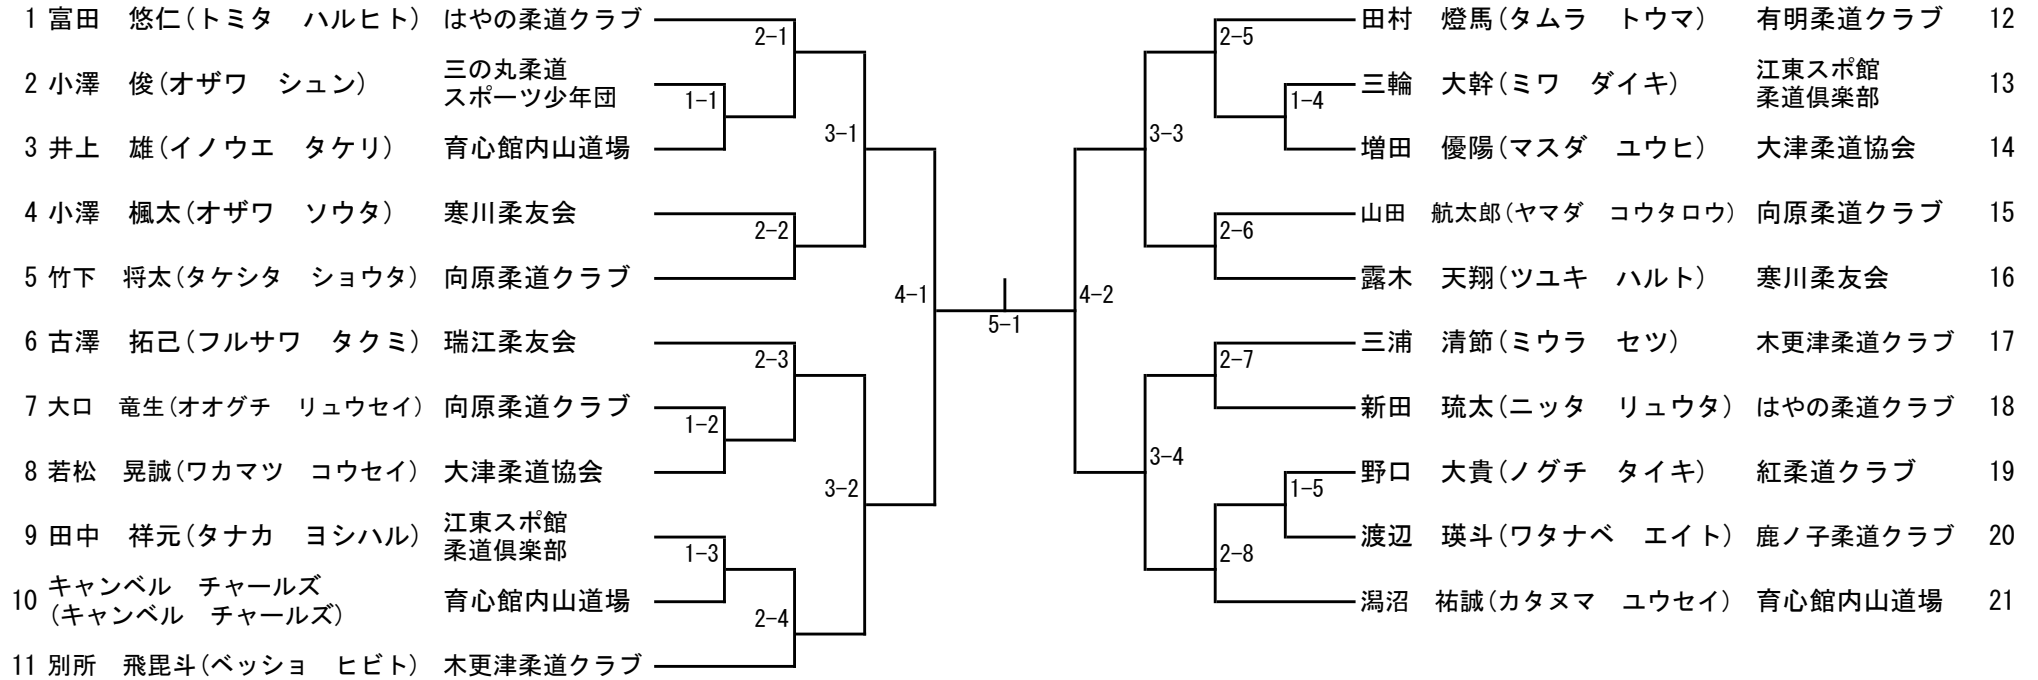 1 富田　悠仁(トミタ　ハルヒト) はやの柔道クラブ
2 小澤　俊(オザワ　シュン) 三の丸柔道
スポーツ少年団
3 井上　雄(イノウエ　タケリ) 育心館内山道場
4 小澤　楓太(オザワ　ソウタ) 寒川柔友会
5 竹下　将太(タケシタ　ショウタ) 向原柔道クラブ
6 古澤　拓己(フルサワ　タクミ) 瑞江柔友会
7 大口　竜生(オオグチ　リュウセイ) 向原柔道クラブ
8 若松　晃誠(ワカマツ　コウセイ) 大津柔道協会
9 田中　祥元(タナカ　ヨシハル) 江東スポ館
柔道倶楽部
10 キャンベル　チャールズ
(キャンベル　チャールズ) 育心館内山道場
11 別所　飛毘斗(ベッショ　ヒビト) 木更津柔道クラブ
2-1
1-1
3-1
2-2
4-1
2-3
1-2
3-2
1-3
2-4
5-1
2-5
1-4
3-3
2-6
4-2
2-7
3-4
1-5
2-8
田村　燈馬(タムラ　トウマ) 有明柔道クラブ 12
三輪　大幹(ミワ　ダイキ) 江東スポ館
柔道倶楽部 13
増田　優陽(マスダ　ユウヒ) 大津柔道協会 14
山田　航太郎(ヤマダ　コウタロウ) 向原柔道クラブ 15
露木　天翔(ツユキ　ハルト) 寒川柔友会 16
三浦　清節(ミウラ　セツ) 木更津柔道クラブ 17
新田　琉太(ニッタ　リュウタ) はやの柔道クラブ 18
野口　大貴(ノグチ　タイキ) 紅柔道クラブ 19
渡辺　瑛斗(ワタナベ　エイト) 鹿ノ子柔道クラブ 20
潟沼　祐誠(カタヌマ　ユウセイ) 育心館内山道場 21